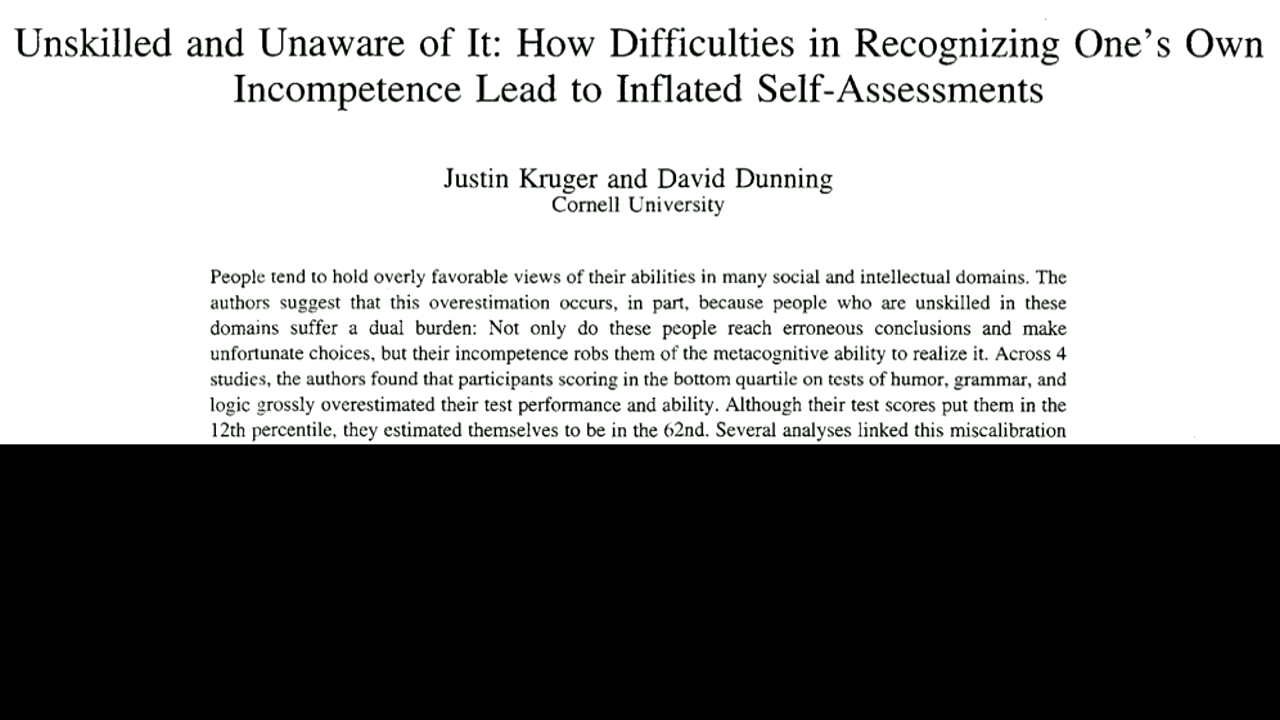 Unskilled and Unaware of It: How Difficulties in Recognizing One's Own
Incompetence Lead to Inflated Self-Assessments
Justin Kruger and David Dunning
Cornell University
People tend to hold overly favorable views of their abilities in many social and intellectual domains. The
authors suggest that this overestimation occurs, in part, because people who are unskilled in these
domains suffer a dual burden: Not only do these people reach erroneous conclusions and make
unfortunate choices, but their incompetence robs them of the metacognitive ability to realize it. Across 4
studies, the authors found that participants scoring in the bottom quartile on tests of humor, grammar, and
logic grossly overestimated their test performance and ability. Although their test scores put them in the
12th percentile, they estimated themselves to be in the 62nd. Several analyses linked this miscalibration